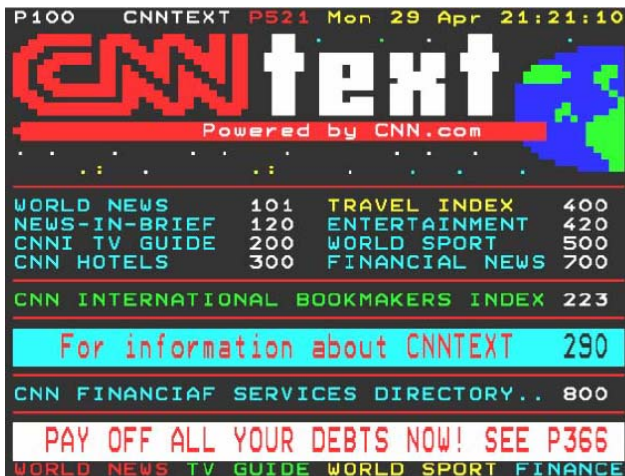 P100 CNNTEXT P521 Mon 29 Apr 21:21:10
CNN text
Powered by CNN.com
WORLD NEWS 101 TRAVEL INDEX 400
NEWS-IN-BRIEF 120 ENTERTAINMENT 420
CNNI TV GUIDE 200 WORLD SPORT 500
CNN HOTELS 300 FINANCIAL NEWS 700
CNN INTERNATIONAL BOOKMAKERS INDEX 223
For information about CNNTEXT 290
CNN FINANCIAF SERVICES DIRECTORY.. 800
PAY OFF ALL YOUR DEBTS NOW! SEE P366
WORLD NEWS TV GUIDE WORLD SPORT FINANCE